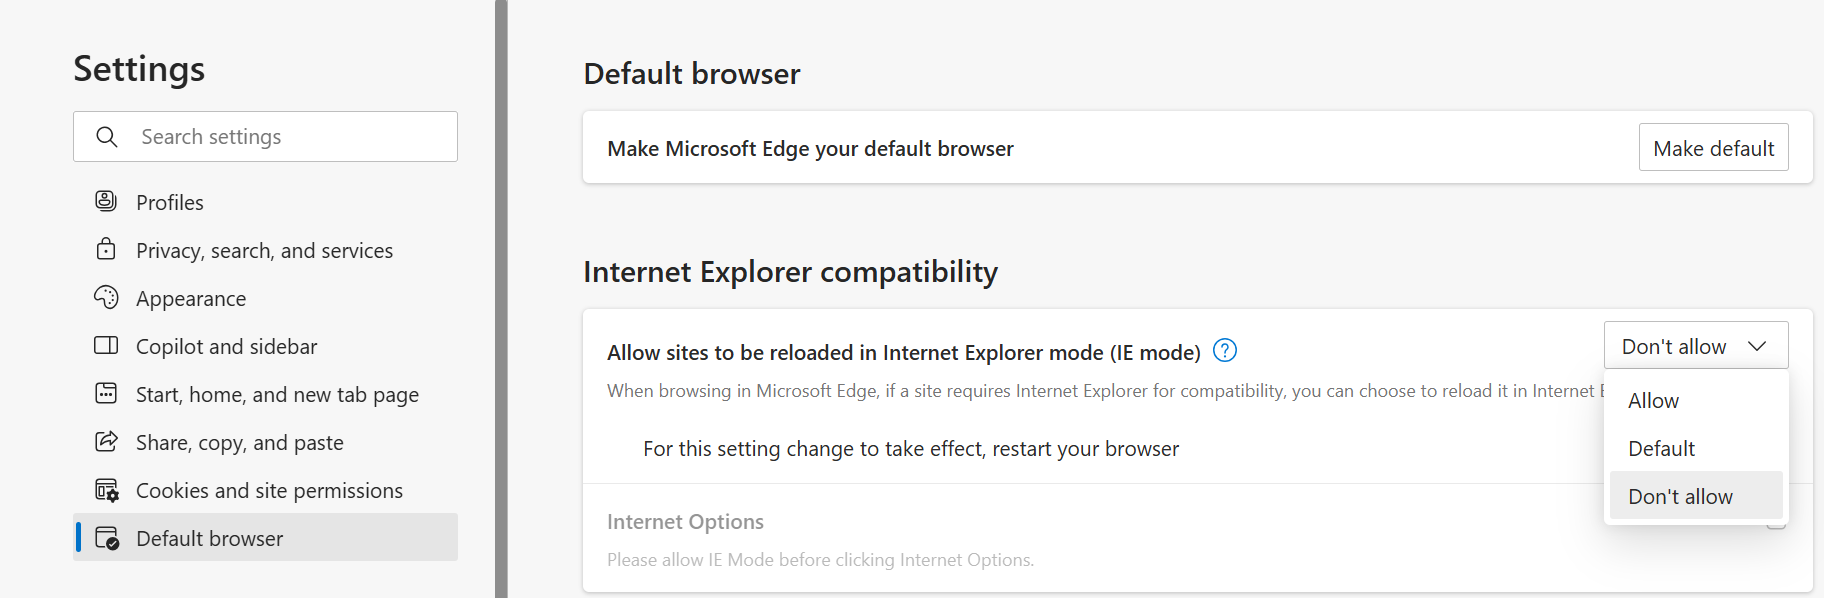 Settings
Search settings
Profiles
Privacy, search, and services
Appearance
Copilot and sidebar
Start, home, and new tab page
Share, copy, and paste
Cookies and site permissions
Default browser
Default browser
Make Microsoft Edge your default browser
Make default
Internet Explorer compatibility
Allow sites to be reloaded in Internet Explorer mode (IE mode)
Don't allow
When browsing in Microsoft Edge, if a site requires Internet Explorer for compatibility, you can choose to reload it in Internet
Allow
Default
Don't allow
For this setting change to take effect, restart your browser
Internet Options
Please allow IE Mode before clicking Internet Options.